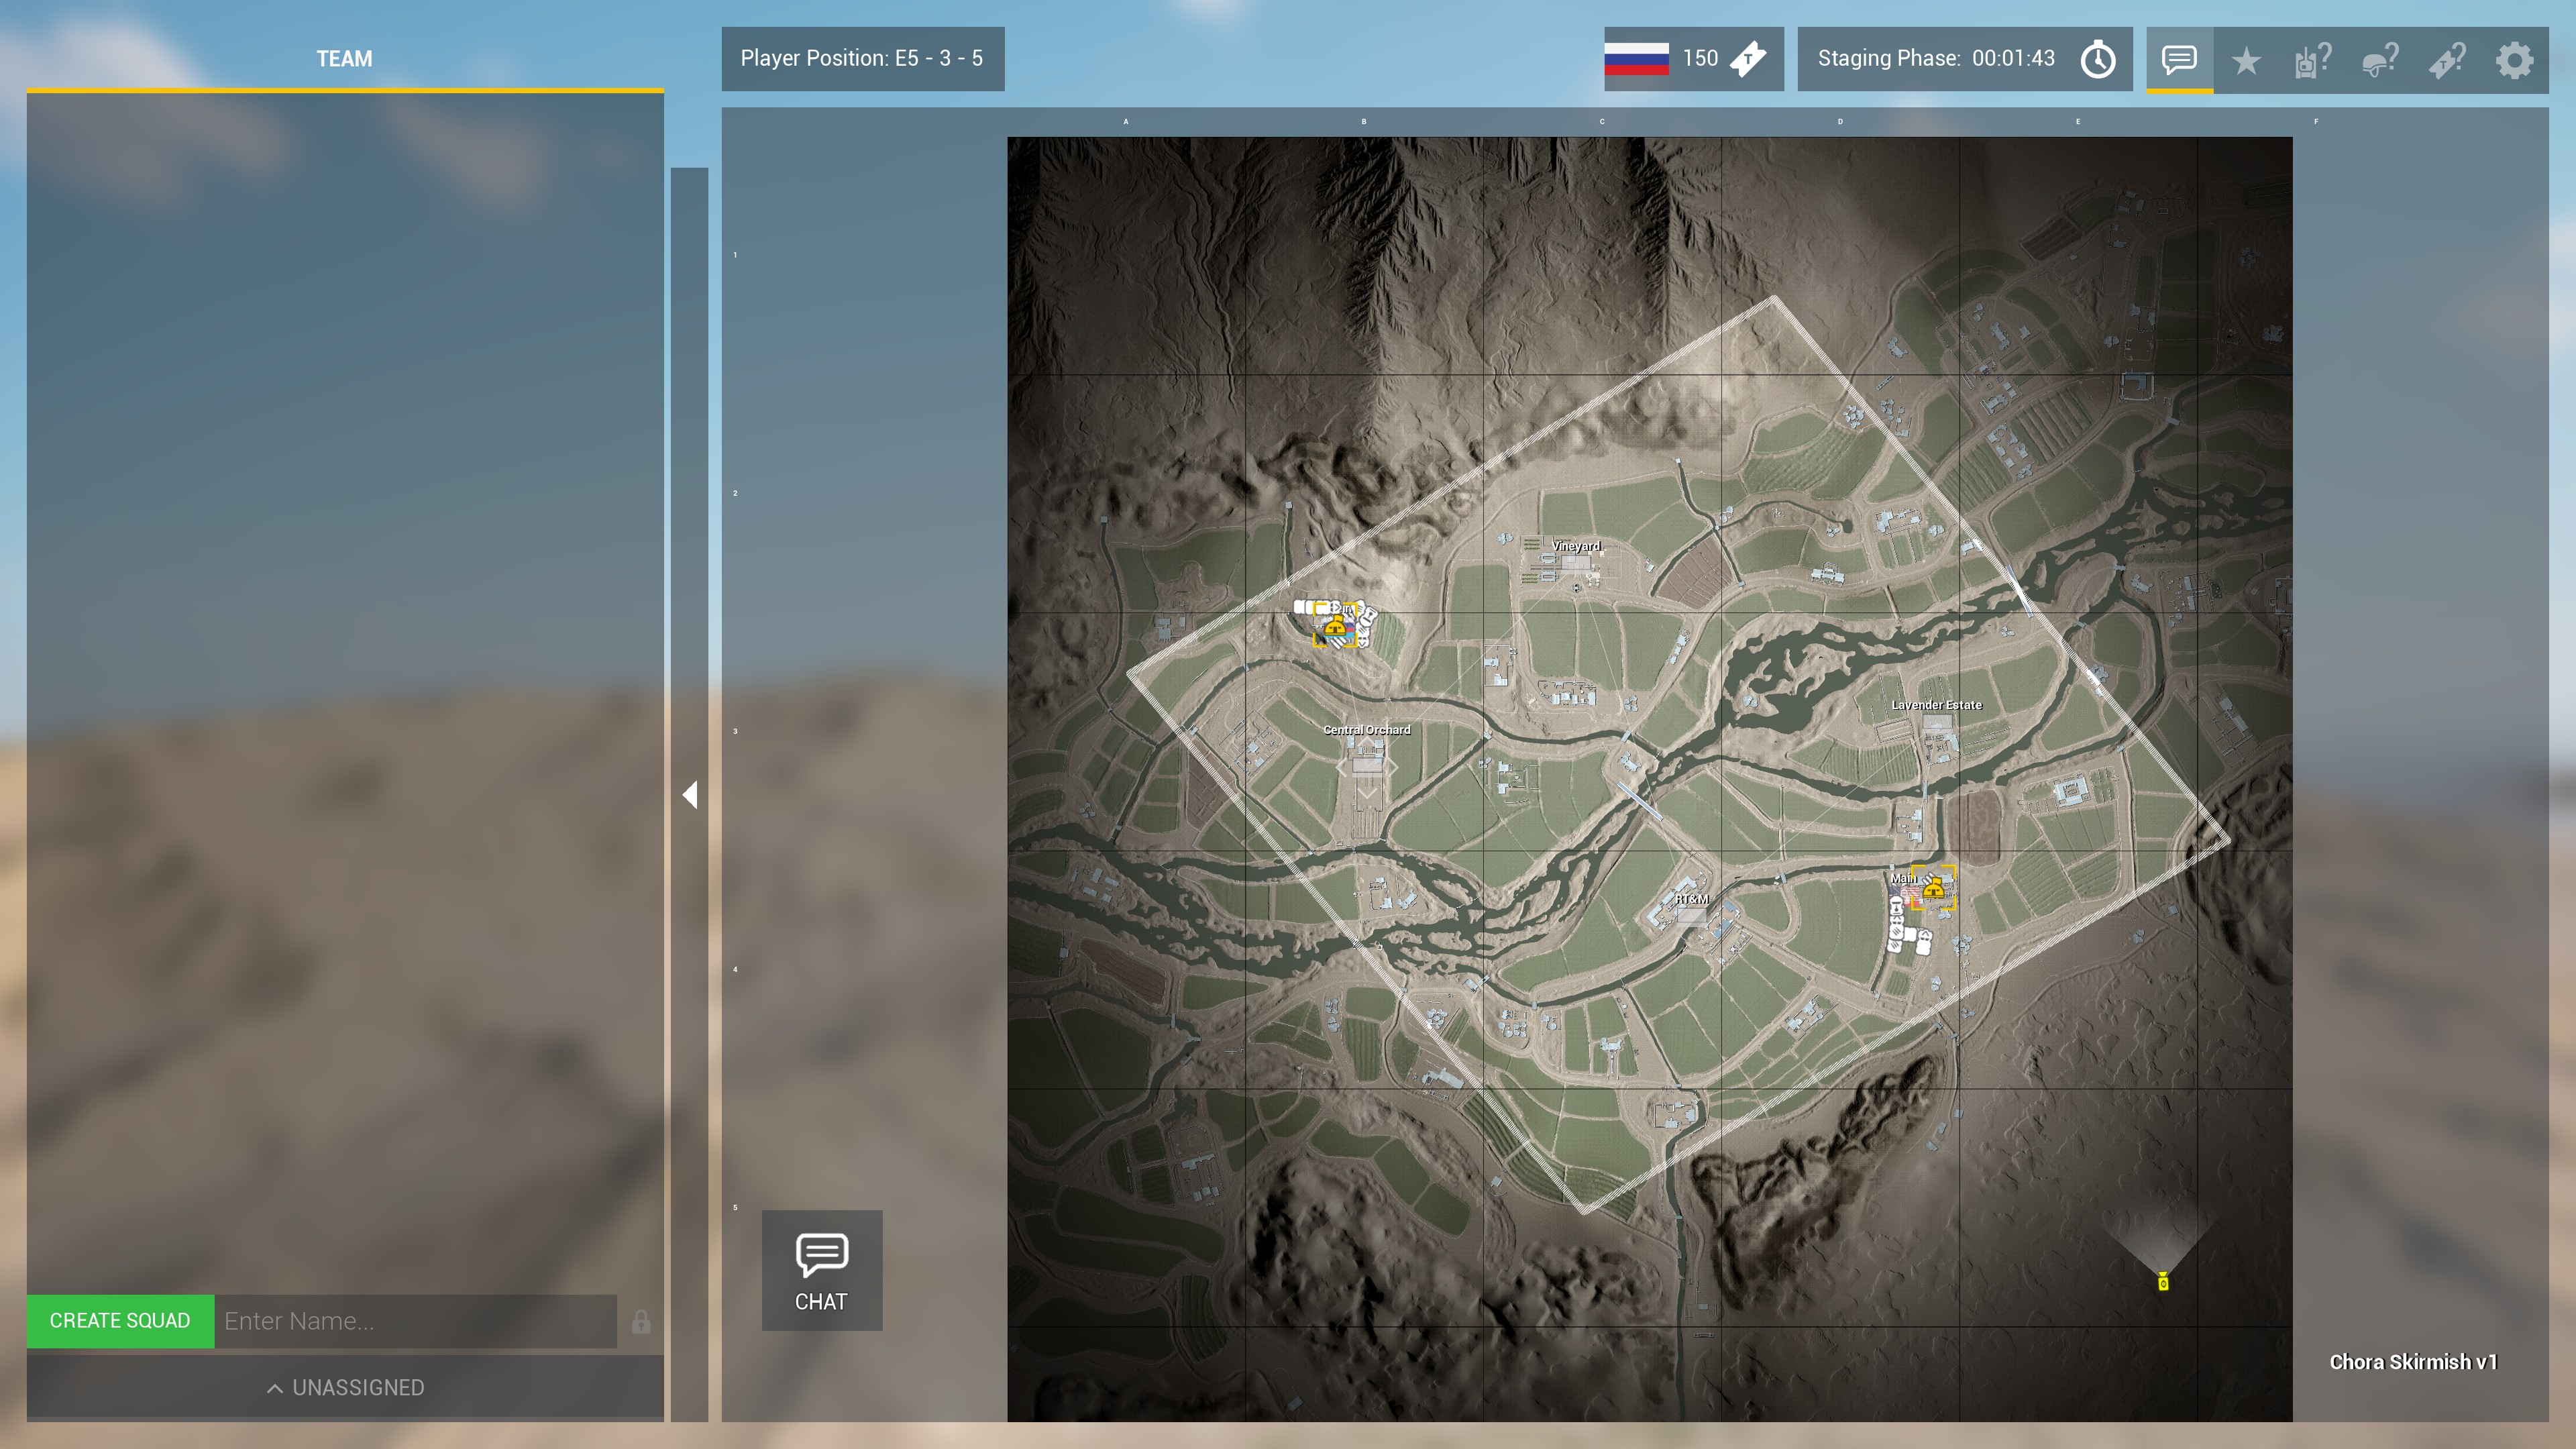 TEAM
Player Position: E5 - 3 - 5
150
Staging Phase: 00:01:43
A B C D E F
1
2
Vineyard
Lavender Estate
3
Central Orchard
Main
RT&M
4
5
CHAT
CREATE SQUAD
Enter Name...
Chora Skirmish v1
UNASSIGNED